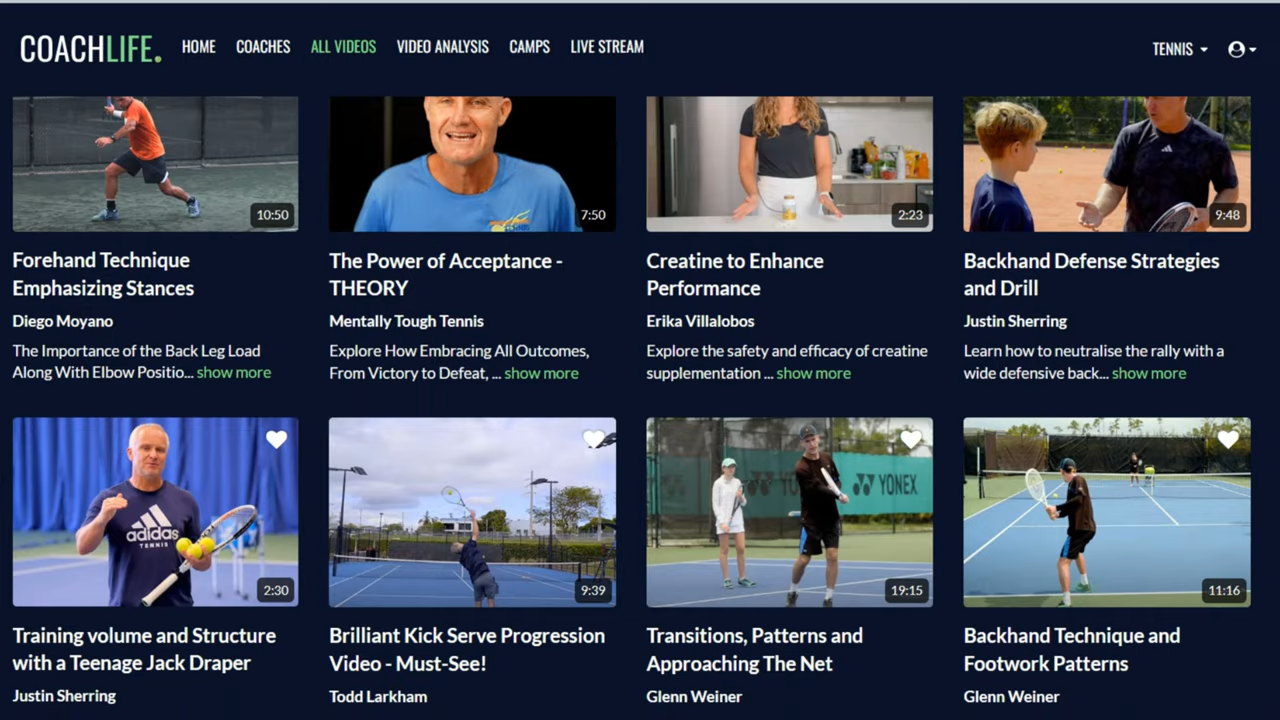 COACHLIFE. HOME COACHES ALL VIDEOS VIDEO ANALYSIS CAMPS LIVE STREAM TENNIS
10:50 7:50 2:23 9:48
Forehand Technique
Emphasizing Stances
Diego Moyano
The Importance of the Back Leg Load
Along With Elbow Positio... show more
The Power of Acceptance -
THEORY
Mentally Tough Tennis
Explore How Embracing All Outcomes,
From Victory to Defeat, ... show more
Creatine to Enhance
Performance
Erika Villalobos
Explore the safety and efficacy of creatine
supplementation ... show more
Backhand Defense Strategies
and Drill
Justin Sherring
Learn how to neutralise the rally with a
wide defensive back... show more
adidas
TENNIS
YONEX
2:30 9:39 19:15 11:16
Training volume and Structure
with a Teenage Jack Draper
Justin Sherring
Brilliant Kick Serve Progression
Video - Must-See!
Todd Larkham
Transitions, Patterns and
Approaching The Net
Glenn Weiner
Backhand Technique and
Footwork Patterns
Glenn Weiner